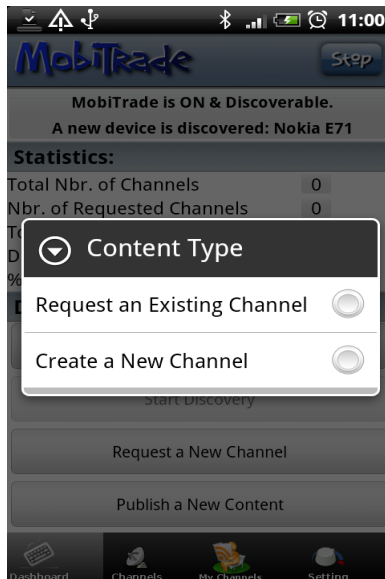 11:00
MobiTrade
Stop
MobiTrade is ON & Discoverable.
A new device is discovered: Nokia E71
Statistics:
Total Nbr. of Channels 0
Nbr. of Requested Channels 0
Content Type
Request an Existing Channel
Create a New Channel
Start Discovery
Request a New Channel
Publish a New Content
Dashboard Channels My Channels Setting